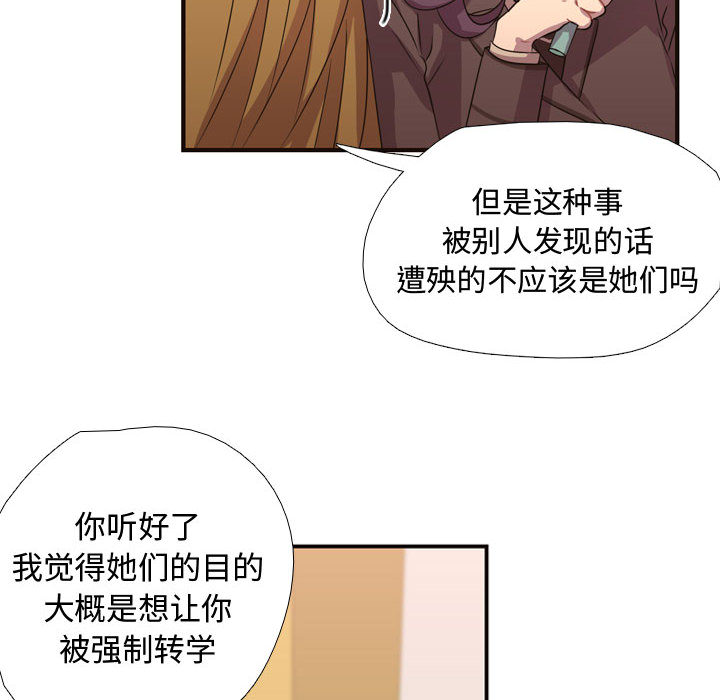 但是这种事
被别人发现的话
遭殃的不应该是她们吗
你听好了
我觉得她们的目的
大概是想让你
被强制转学